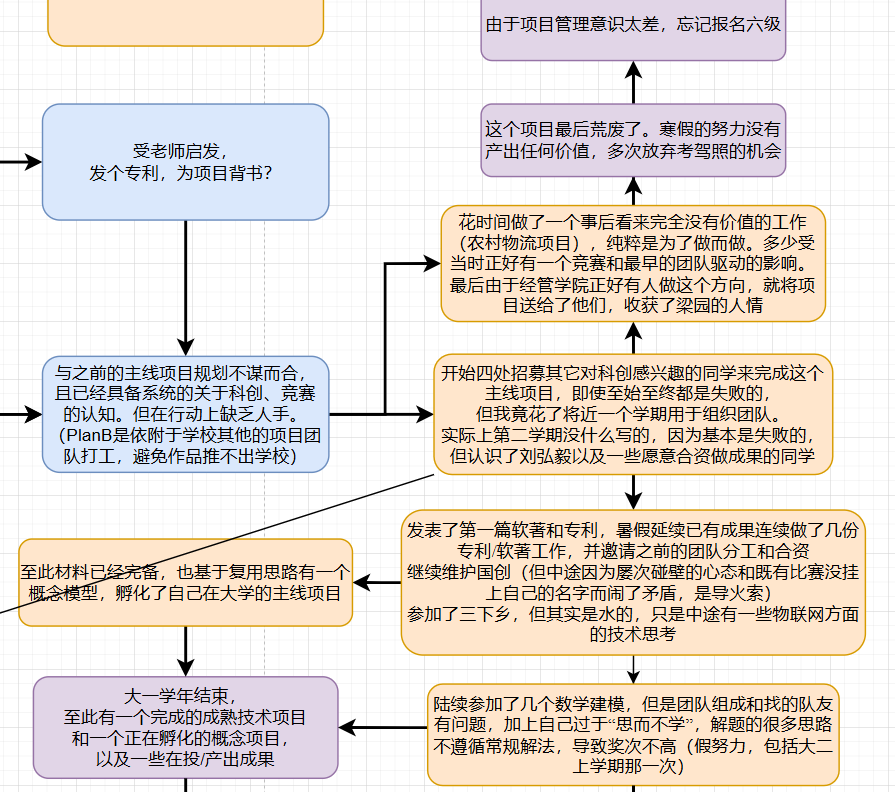 由于项目管理意识太差，忘记报名六级
这个项目最后荒废了。寒假的努力没有
产出任何价值，多次放弃考驾照的机会
受老师启发，
发个专利，为项目背书？
花时间做了一个事后看来完全没有价值的工作
（农村物流项目），纯粹是为了做而做。多少受
当时正好有一个竞赛和最早的团队驱动的影响。
最后由于经管学院正好有人做这个方向，就将项
目送给了他们，收获了梁园的人情
与之前的主线项目规划不谋而合，
且已经具备系统的关于科创、竞赛
的认知。但在行动上缺乏人手。
（PlanB是依附于学校其他的项目团
队打工，避免作品推不出学校）
开始四处招募其它对科创感兴趣的同学来完成这个
主线项目，即使至始至终都是失败的，
但我竟花了将近一个学期用于组织团队。
实际上第二学期没什么写的，因为基本是失败的，
但认识了刘弘毅以及一些愿意合资做成果的同学
发表了第一篇软著和专利，暑假延续已有成果连续做了几份
专利/软著工作，并邀请之前的团队分工和合资
继续维护国创（但中途因为屡次碰壁的心态和既有比赛没挂
上自己的名字而闹了矛盾，是导火索）
参加了三下乡，但其实是水的，只是中途有一些物联网方面
的技术思考
至此材料已经完备，也基于复用思路有一个
概念模型，孵化了自己在大学的主线项目
大一学年结束，
至此有一个完成的成熟技术项目
和一个正在孵化的概念项目，
以及一些在投/产出成果
陆续参加了几个数学建模，但是团队组成和找的队友
有问题，加上自己过于“思而不学”，解题的很多思路
不遵循常规解法，导致奖次不高（假努力，包括大二
上学期那一次）